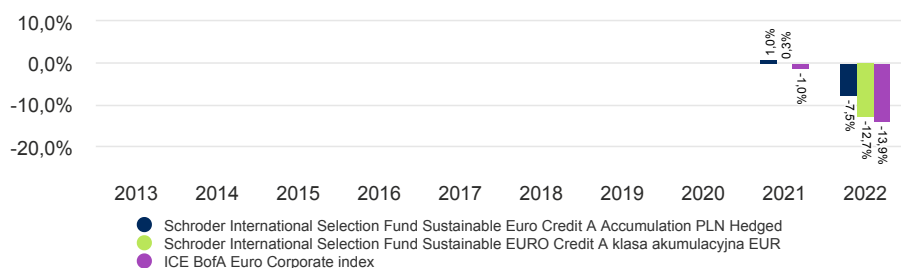 10,0%
0,0%
-10,0%
-20,0%
1,0%
0,3%
-1,0%
-7,5%
-12,7%
-13,9%
2013 2014 2015 2016 2017 2018 2019 2020 2021 2022
Schroder International Selection Fund Sustainable Euro Credit A Accumulation PLN Hedged
Schroder International Selection Fund Sustainable EURO Credit A klasa akumulacyjna EUR
ICE BofA Euro Corporate index